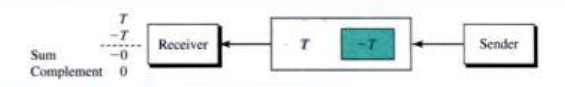 T
−T
Sum −0
Complement 0
Receiver
T
−T
Sender